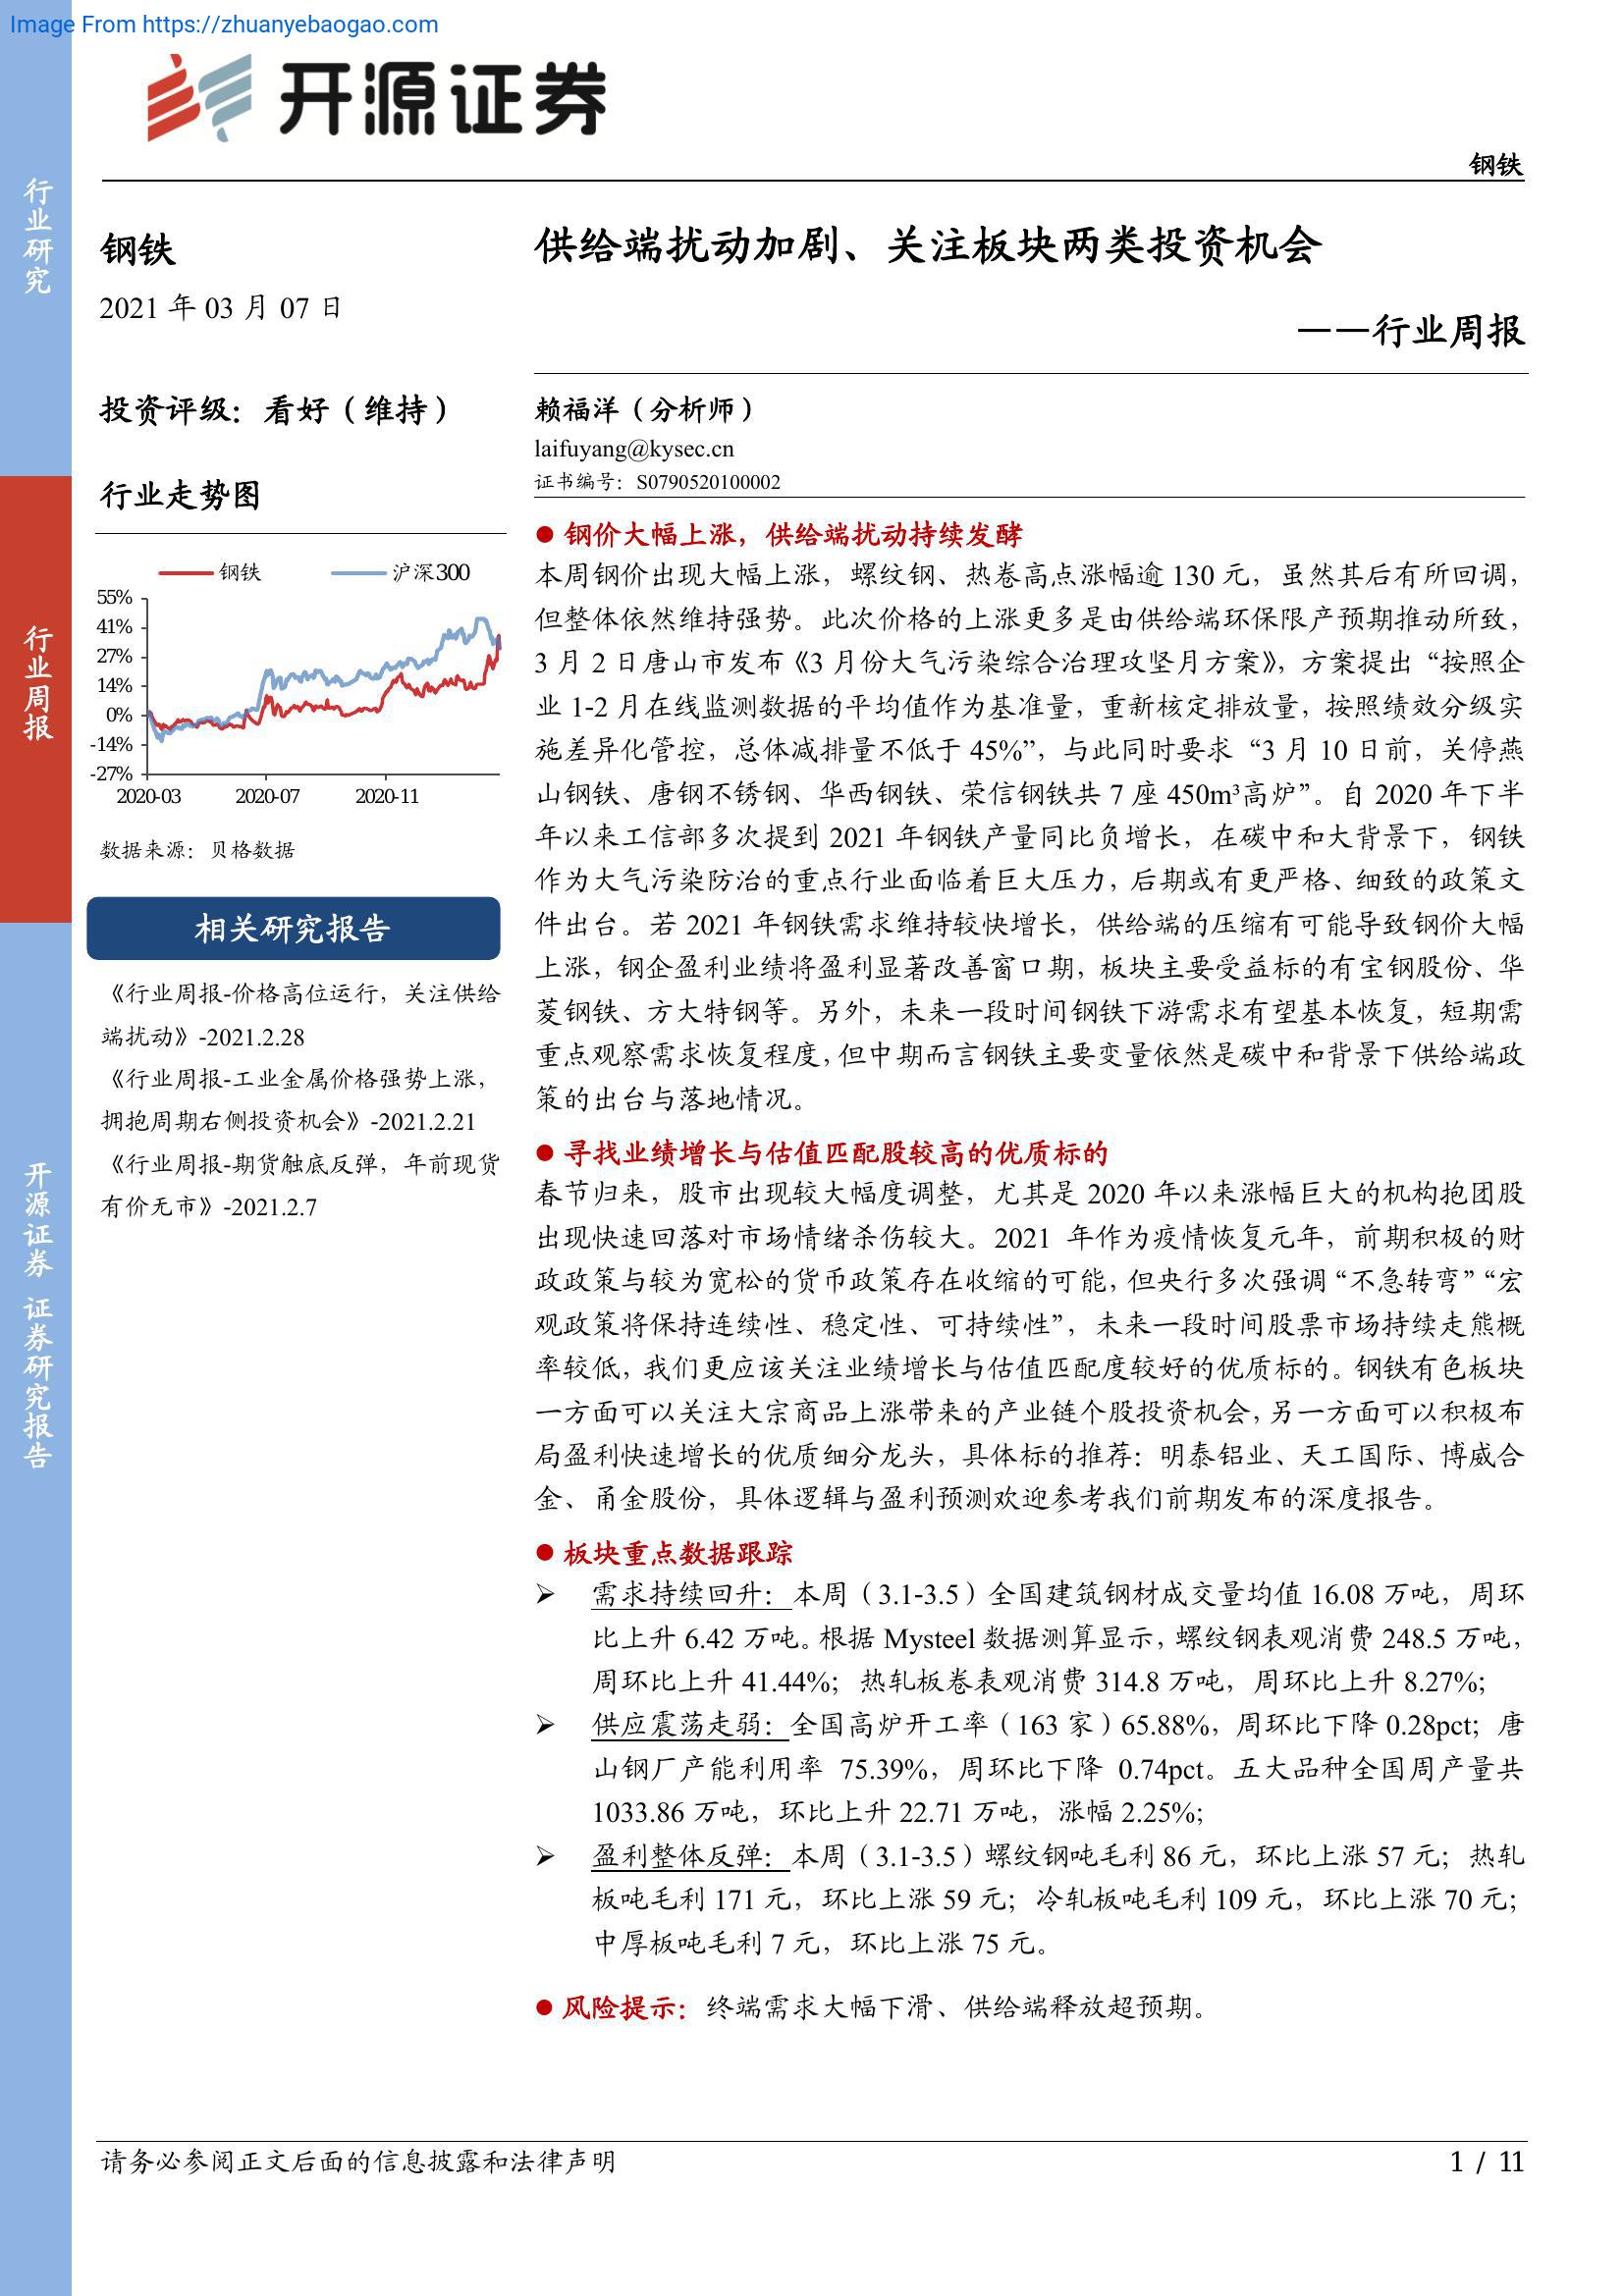 Image From https://zhuanyebaogao.com
开源证券
钢铁
行业研究
行业周报
开源证券 证券研究报告
钢铁
2021 年 03 月 07 日
投资评级：看好（维持）
行业走势图
钢铁 沪深300
55%
41%
27%
14%
0%
-14%
-27%
2020-03 2020-07 2020-11
数据来源：贝格数据
相关研究报告
《行业周报-价格高位运行，关注供给
端扰动》-2021.2.28
《行业周报-工业金属价格强势上涨，
拥抱周期右侧投资机会》-2021.2.21
《行业周报-期货触底反弹，年前现货
有价无市》-2021.2.7
供给端扰动加剧、关注板块两类投资机会
——行业周报
赖福洋（分析师）
laifuyang@kysec.cn
证书编号：S0790520100002
● 钢价大幅上涨，供给端扰动持续发酵
本周钢价出现大幅上涨，螺纹钢、热卷高点涨幅逾 130 元，虽然其后有所回调，
但整体依然维持强势。此次价格的上涨更多是由供给端环保限产预期推动所致，
3 月 2 日唐山市发布《3 月份大气污染综合治理攻坚月方案》，方案提出“按照企
业 1-2 月在线监测数据的平均值作为基准量，重新核定排放量，按照绩效分级实
施差异化管控，总体减排量不低于 45%”，与此同时要求“3 月 10 日前，关停燕
山钢铁、唐钢不锈钢、华西钢铁、荣信钢铁共 7 座 450m³高炉”。自 2020 年下半
年以来工信部多次提到 2021 年钢铁产量同比负增长，在碳中和大背景下，钢铁
作为大气污染防治的重点行业面临着巨大压力，后期或有更严格、细致的政策文
件出台。若 2021 年钢铁需求维持较快增长，供给端的压缩有可能导致钢价大幅
上涨，钢企盈利业绩将盈利显著改善窗口期，板块主要受益标的有宝钢股份、华
菱钢铁、方大特钢等。另外，未来一段时间钢铁下游需求有望基本恢复，短期需
重点观察需求恢复程度，但中期而言钢铁主要变量依然是碳中和背景下供给端政
策的出台与落地情况。
● 寻找业绩增长与估值匹配股较高的优质标的
春节归来，股市出现较大幅度调整，尤其是 2020 年以来涨幅巨大的机构抱团股
出现快速回落对市场情绪杀伤较大。2021 年作为疫情恢复元年，前期积极的财
政政策与较为宽松的货币政策存在收缩的可能，但央行多次强调“不急转弯”“宏
观政策将保持连续性、稳定性、可持续性”，未来一段时间股票市场持续走熊概
率较低，我们更应该关注业绩增长与估值匹配度较好的优质标的。钢铁有色板块
一方面可以关注大宗商品上涨带来的产业链个股投资机会，另一方面可以积极布
局盈利快速增长的优质细分龙头，具体标的推荐：明泰铝业、天工国际、博威合
金、甬金股份，具体逻辑与盈利预测欢迎参考我们前期发布的深度报告。
● 板块重点数据跟踪
➢ 需求持续回升：本周（3.1-3.5）全国建筑钢材成交量均值 16.08 万吨，周环
比上升 6.42 万吨。根据 Mysteel 数据测算显示，螺纹钢表观消费 248.5 万吨，
周环比上升 41.44%；热轧板卷表观消费 314.8 万吨，周环比上升 8.27%；
➢ 供应震荡走弱：全国高炉开工率（163 家）65.88%，周环比下降 0.28pct；唐
山钢厂产能利用率 75.39%，周环比下降 0.74pct。五大品种全国周产量共
1033.86 万吨，环比上升 22.71 万吨，涨幅 2.25%；
➢ 盈利整体反弹：本周（3.1-3.5）螺纹钢吨毛利 86 元，环比上涨 57 元；热轧
板吨毛利 171 元，环比上涨 59 元；冷轧板吨毛利 109 元，环比上涨 70 元；
中厚板吨毛利 7 元，环比上涨 75 元。
● 风险提示：终端需求大幅下滑、供给端释放超预期。
请务必参阅正文后面的信息披露和法律声明
1 / 11